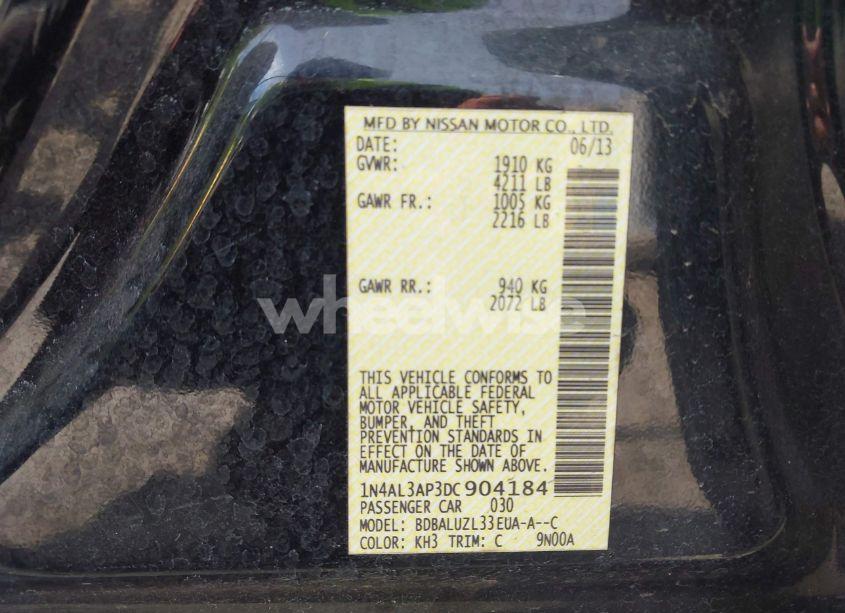 MFD BY NISSAN MOTOR CO., LTD.
DATE: 06/13
GVWR: 1910 KG
4211 LB
GAWR FR.: 1005 KG
2216 LB
GAWR RR.: 940 KG
2072 LB
wheelwise
THIS VEHICLE CONFORMS TO
ALL APPLICABLE FEDERAL
MOTOR VEHICLE SAFETY,
BUMPER, AND THEFT
PREVENTION STANDARDS IN
EFFECT ON THE DATE OF
MANUFACTURE SHOWN ABOVE.
1N4AL3AP3DC904184
PASSENGER CAR 030
MODEL: BDBALUZL33EUA-A--C
COLOR: KH3 TRIM: C 9N00A